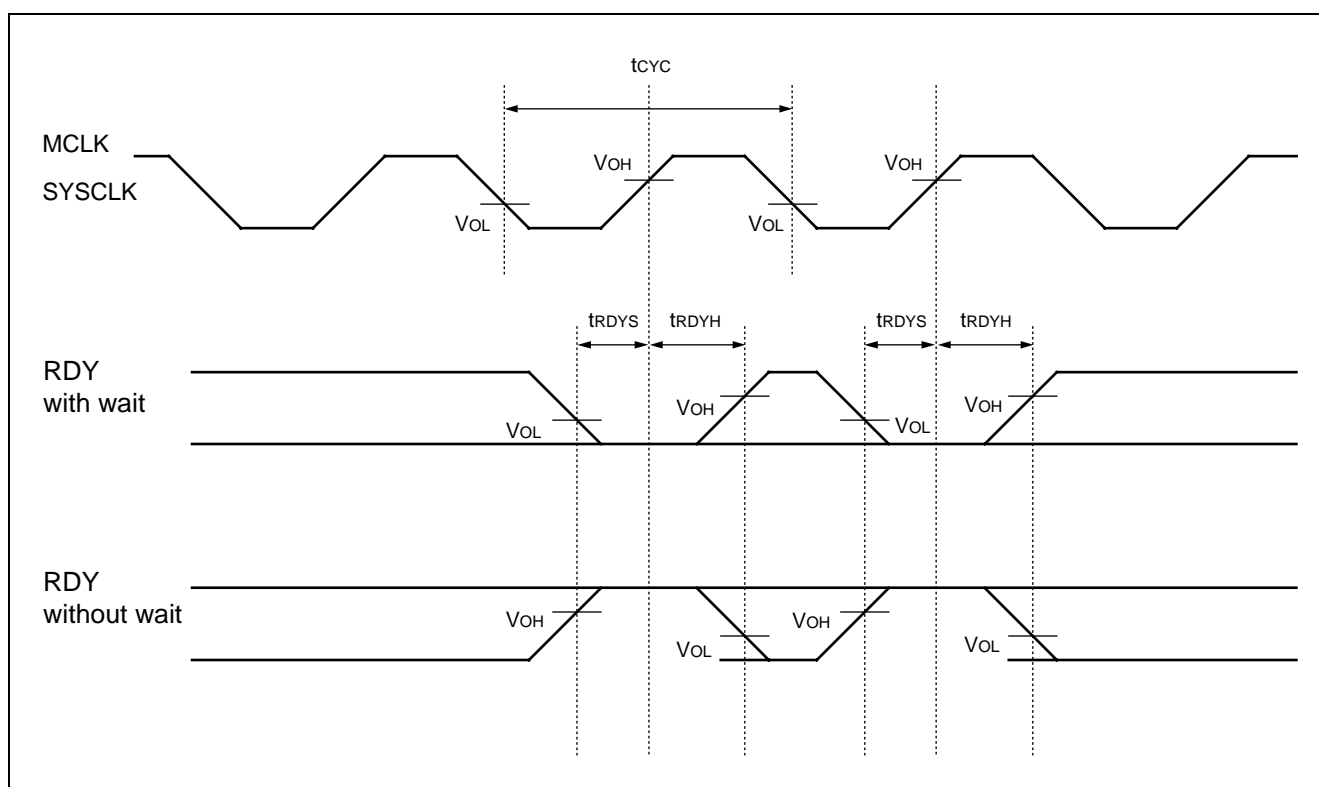 tCYC
MCLK
SYSCLK
VOH
VOH
VOL
VOL
tRDYS
tRDYH
tRDYS
tRDYH
RDY
with wait
VOL
VOH
VOL
VOH
RDY
without wait
VOH
VOL
VOH
VOL